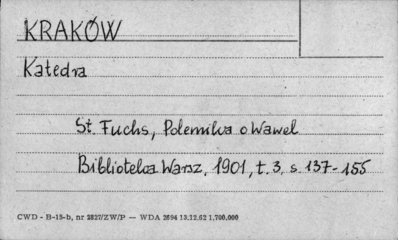 KRAKÓW
Katedra
St. Fuchs, Polemika o Wawel
Biblioteka Warsz, 1901, t. 3, s. 137-155
CWD - B-15-b, nr 2827/ZW/P — WDA 2694 13.12.62 1,700,000